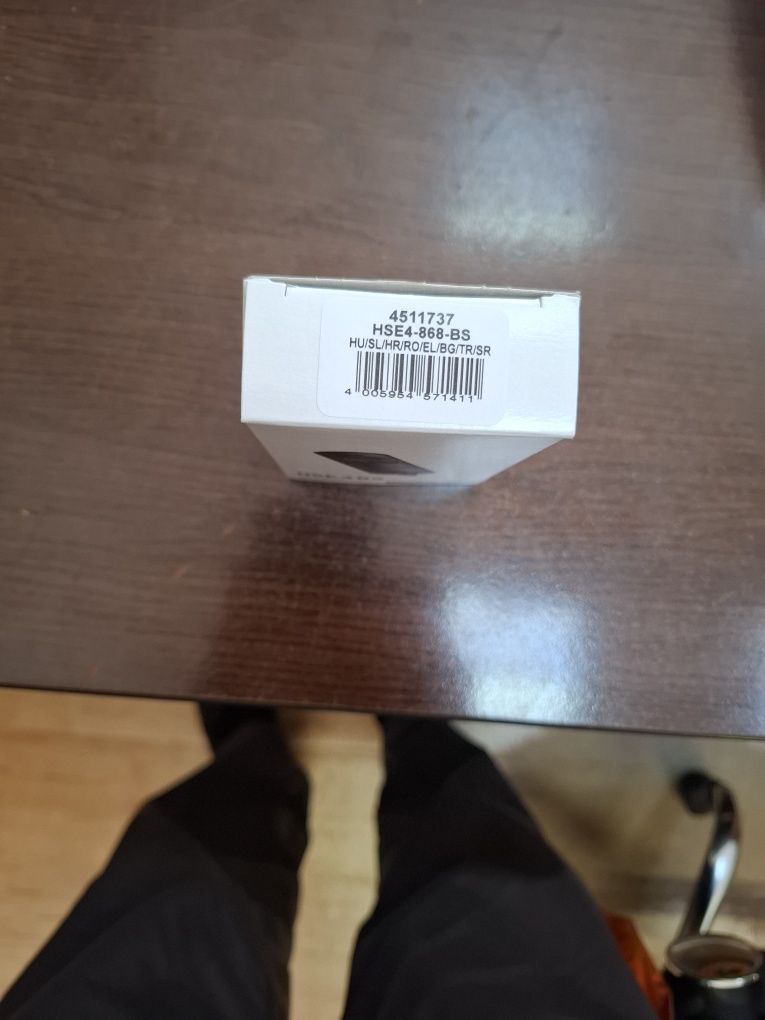 4511737
HSE4-868-BS
HU/SL/HR/RO/EL/BG/TR/SR
4 005954 571411